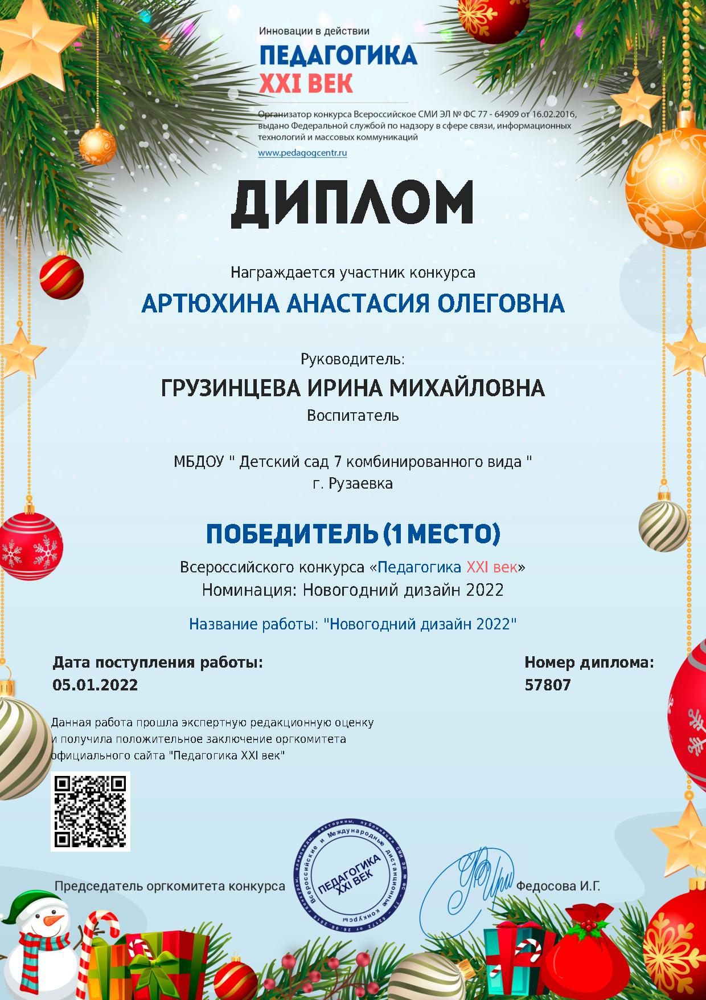 Инновации в действии
ПЕДАГОГИКА
XXI ВЕК
Организатор конкурса Всероссийское СМИ ЭЛ № ФС 77 - 64909 от 16.02.2016,
выдано Федеральной службой по надзору в сфере связи, информационных
технологий и массовых коммуникаций
www.pedagogcentr.ru
ДИПЛОМ
Награждается участник конкурса
АРТЮХИНА АНАСТАСИЯ ОЛЕГОВНА
Руководитель:
ГРУЗИНЦЕВА ИРИНА МИХАЙЛОВНА
Воспитатель
МБДОУ " Детский сад 7 комбинированного вида "
г. Рузаевка
ПОБЕДИТЕЛЬ (1 МЕСТО)
Всероссийского конкурса «Педагогика XXI век»
Номинация: Новогодний дизайн 2022
Название работы: "Новогодний дизайн 2022"
Дата поступления работы:
05.01.2022
Номер диплома:
57807
Данная работа прошла экспертную редакционную оценку
и получила положительное заключение оргкомитета
официального сайта "Педагогика XXI век"
Председатель оргкомитета конкурса
конкурсы, олимпиады, викторины, публикации СМИ ЭЛ № ФС - 77 - 62172 от 26.06.2015 г
Всероссийские и Международные дистанционные конкурсы
ПЕДАГОГИКА
XXI ВЕК
Федосова И.Г.